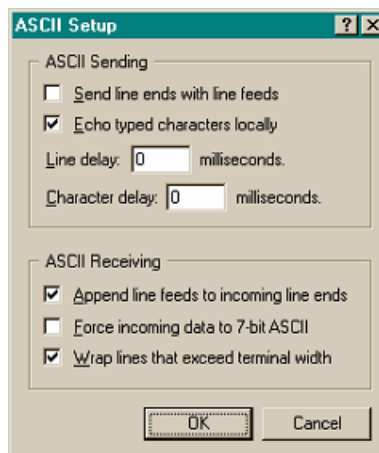 ASCII Setup
ASCII Sending
Send line ends with line feeds
Echo typed characters locally
Line delay: 0 milliseconds.
Character delay: 0 milliseconds.
ASCII Receiving
Append line feeds to incoming line ends
Force incoming data to 7-bit ASCII
Wrap lines that exceed terminal width
OK Cancel